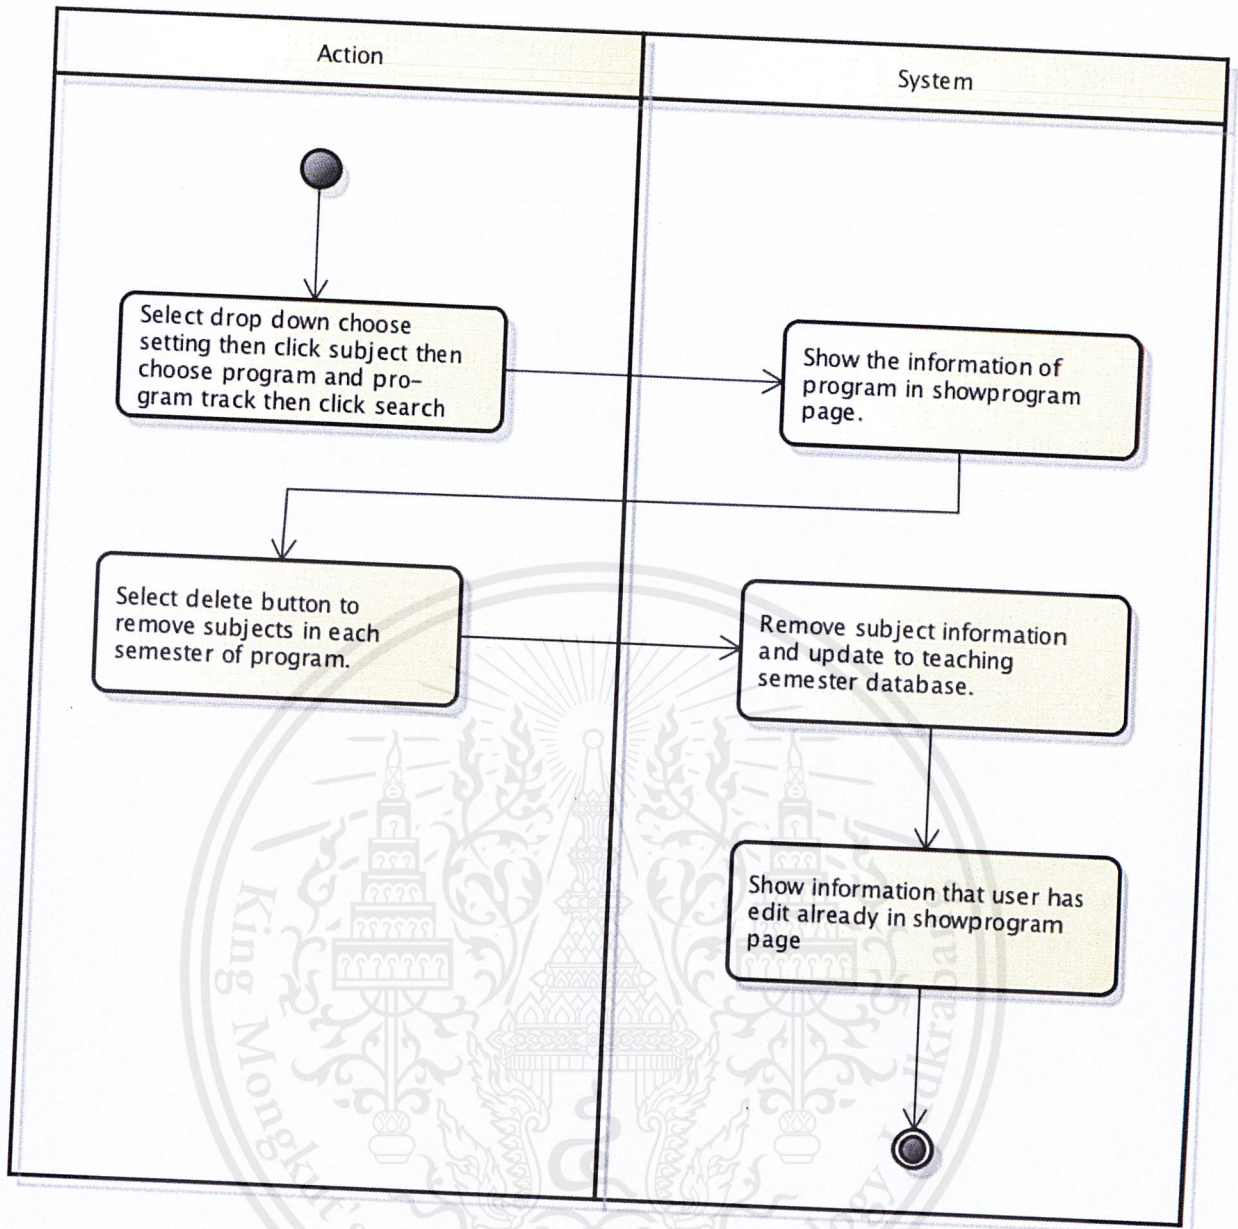 Action
System
Select drop down choose
setting then click subject then
choose program and pro-
gram track then click search
Show the information of
program in showprogram
page.
Select delete button to
remove subjects in each
semester of program.
Remove subject information
and update to teaching
semester database.
Show information that user has
edit already in showprogram
page
King Mongkut's